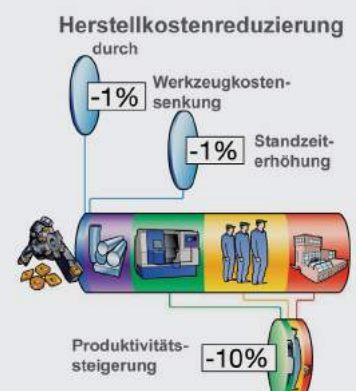 Herstellkostenreduzierung
durch
-1%
Werkzeugkosten-
senkung
-1%
Standzeit-
erhöhung
Produktivitäts-
steigerung
-10%